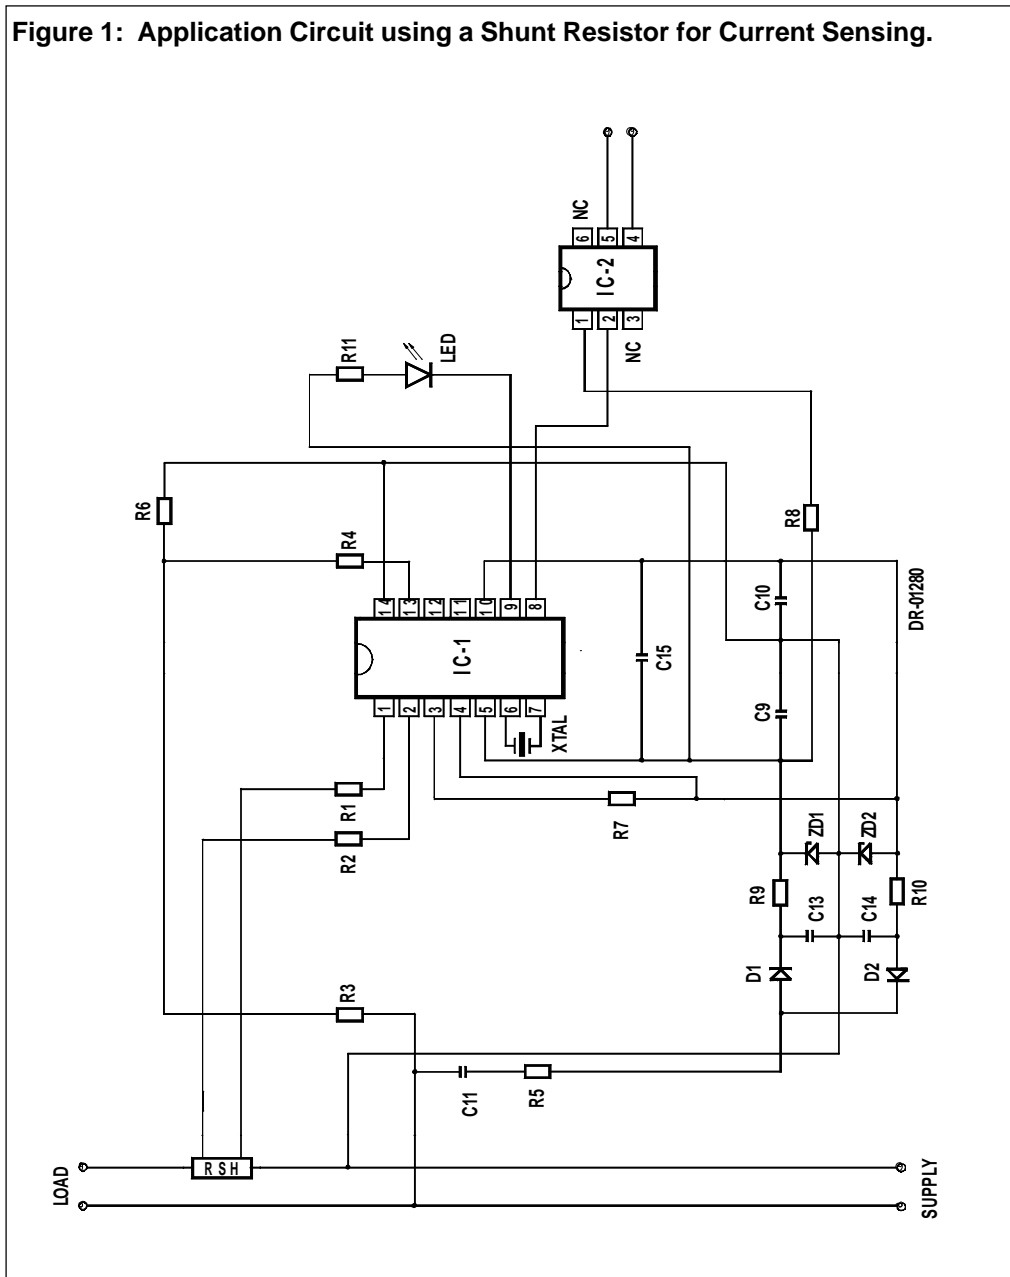 Figure 1:  Application Circuit using a Shunt Resistor for Current Sensing.
NC
6
5
4
IC-2
1
2
3
NC
R11
LED
R6
R4
R8
14
13
12
11
10
9
8
IC-1
1
2
3
4
5
6
7
XTAL
C15
C10
C9
DR-01280
R1
R2
R7
ZD1
ZD2
R9
C13
C14
R10
D1
D2
R3
C11
R5
RSH
LOAD
SUPPLY